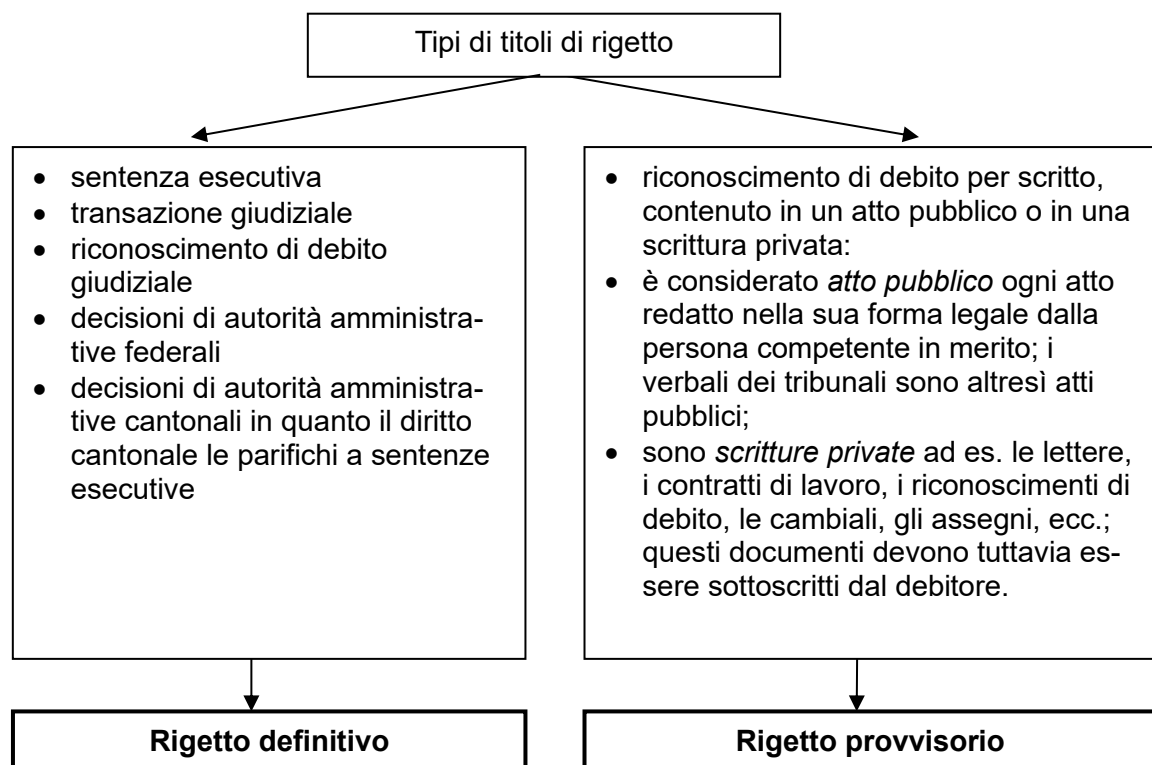 Tipi di titoli di rigetto
• sentenza esecutiva
• transazione giudiziale
• riconoscimento di debito
giudiziale
• decisioni di autorità amministra-
tive federali
• decisioni di autorità amministra-
tive cantonali in quanto il diritto
cantonale le parifichi a sentenze
esecutive
• riconoscimento di debito per scritto,
contenuto in un atto pubblico o in una
scrittura privata:
• è considerato atto pubblico ogni atto
redatto nella sua forma legale dalla
persona competente in merito; i
verbali dei tribunali sono altresì atti
pubblici;
• sono scritture private ad es. le lettere,
i contratti di lavoro, i riconoscimenti di
debito, le cambiali, gli assegni, ecc.;
questi documenti devono tuttavia es-
sere sottoscritti dal debitore.
Rigetto definitivo
Rigetto provvisorio